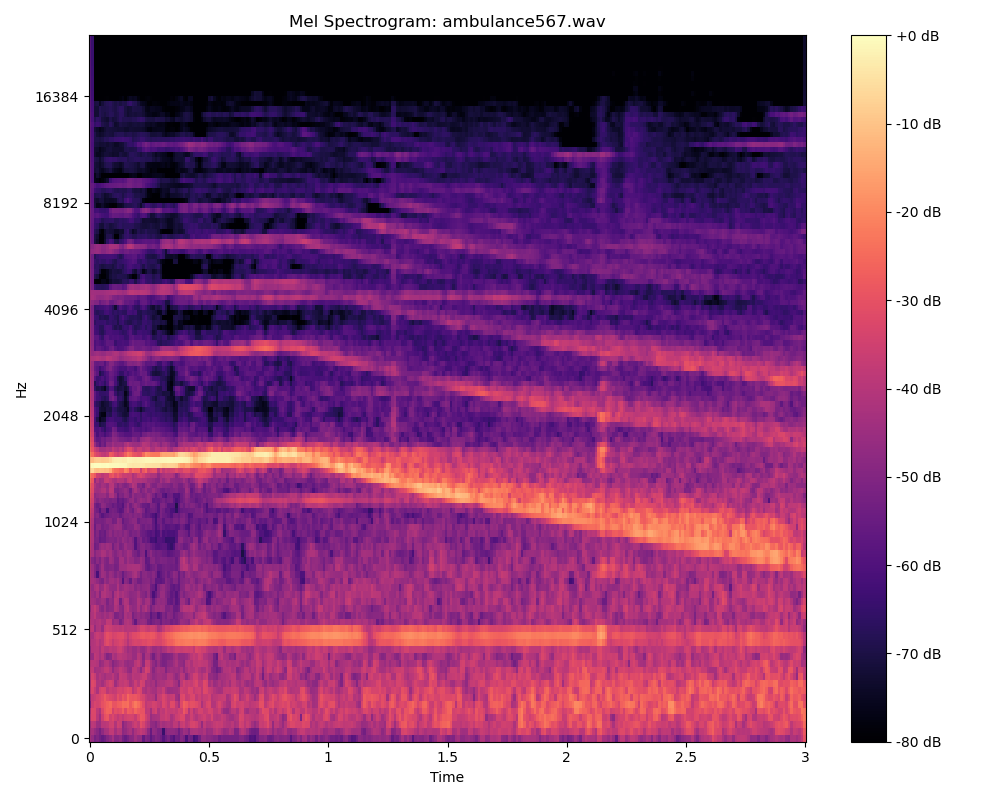 Mel Spectrogram: ambulance567.wav
+0 dB
16384
-10 dB
-20 dB
8192
-30 dB
4096
Hz
-40 dB
2048
-50 dB
1024
-60 dB
512
-70 dB
0
-80 dB
0 0.5 1 1.5 2 2.5 3
Time